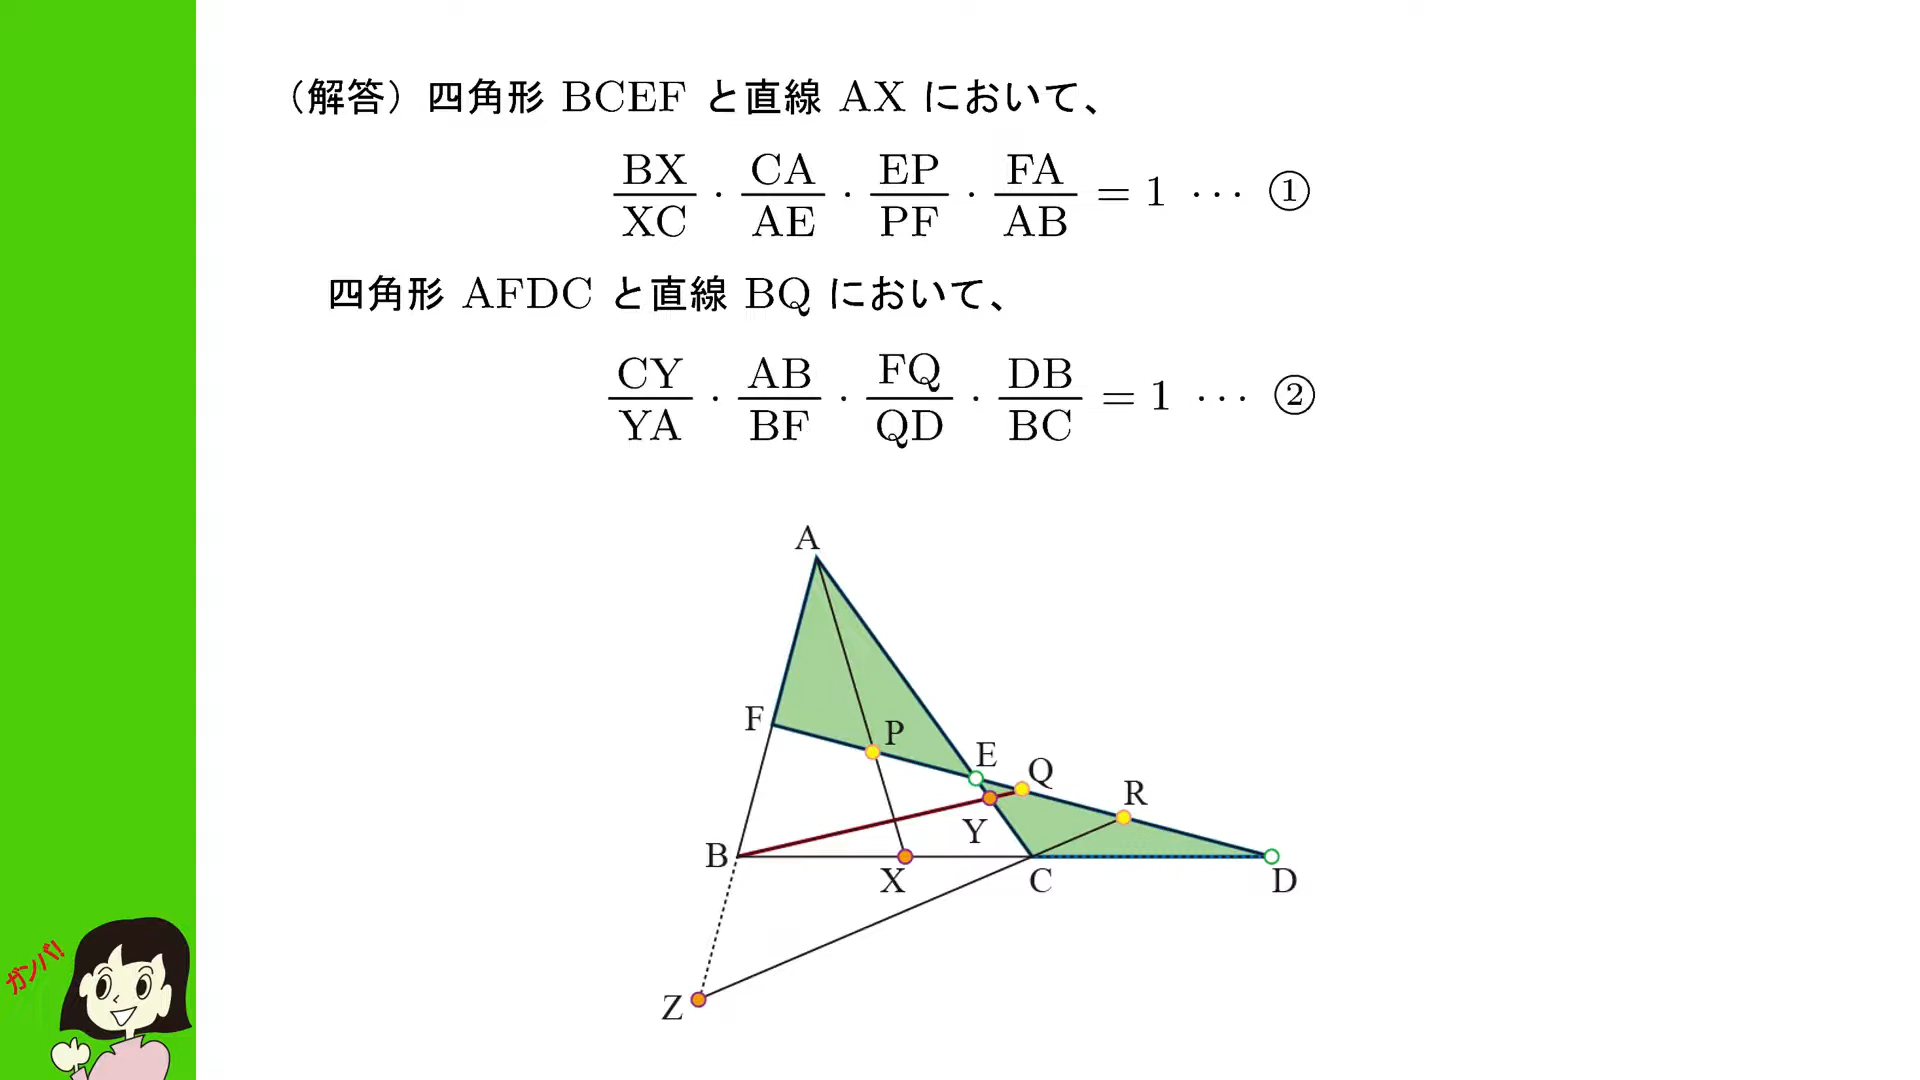 （解答）四角形 BCEF と直線 AX において、
BX/XC · CA/AE · EP/PF · FA/AB = 1 ··· ①
四角形 AFDC と直線 BQ において、
CY/YA · AB/BF · FQ/QD · DB/BC = 1 ··· ②
A
F
P
E
Q
R
Y
B
X
C
D
Z
ガンバ!